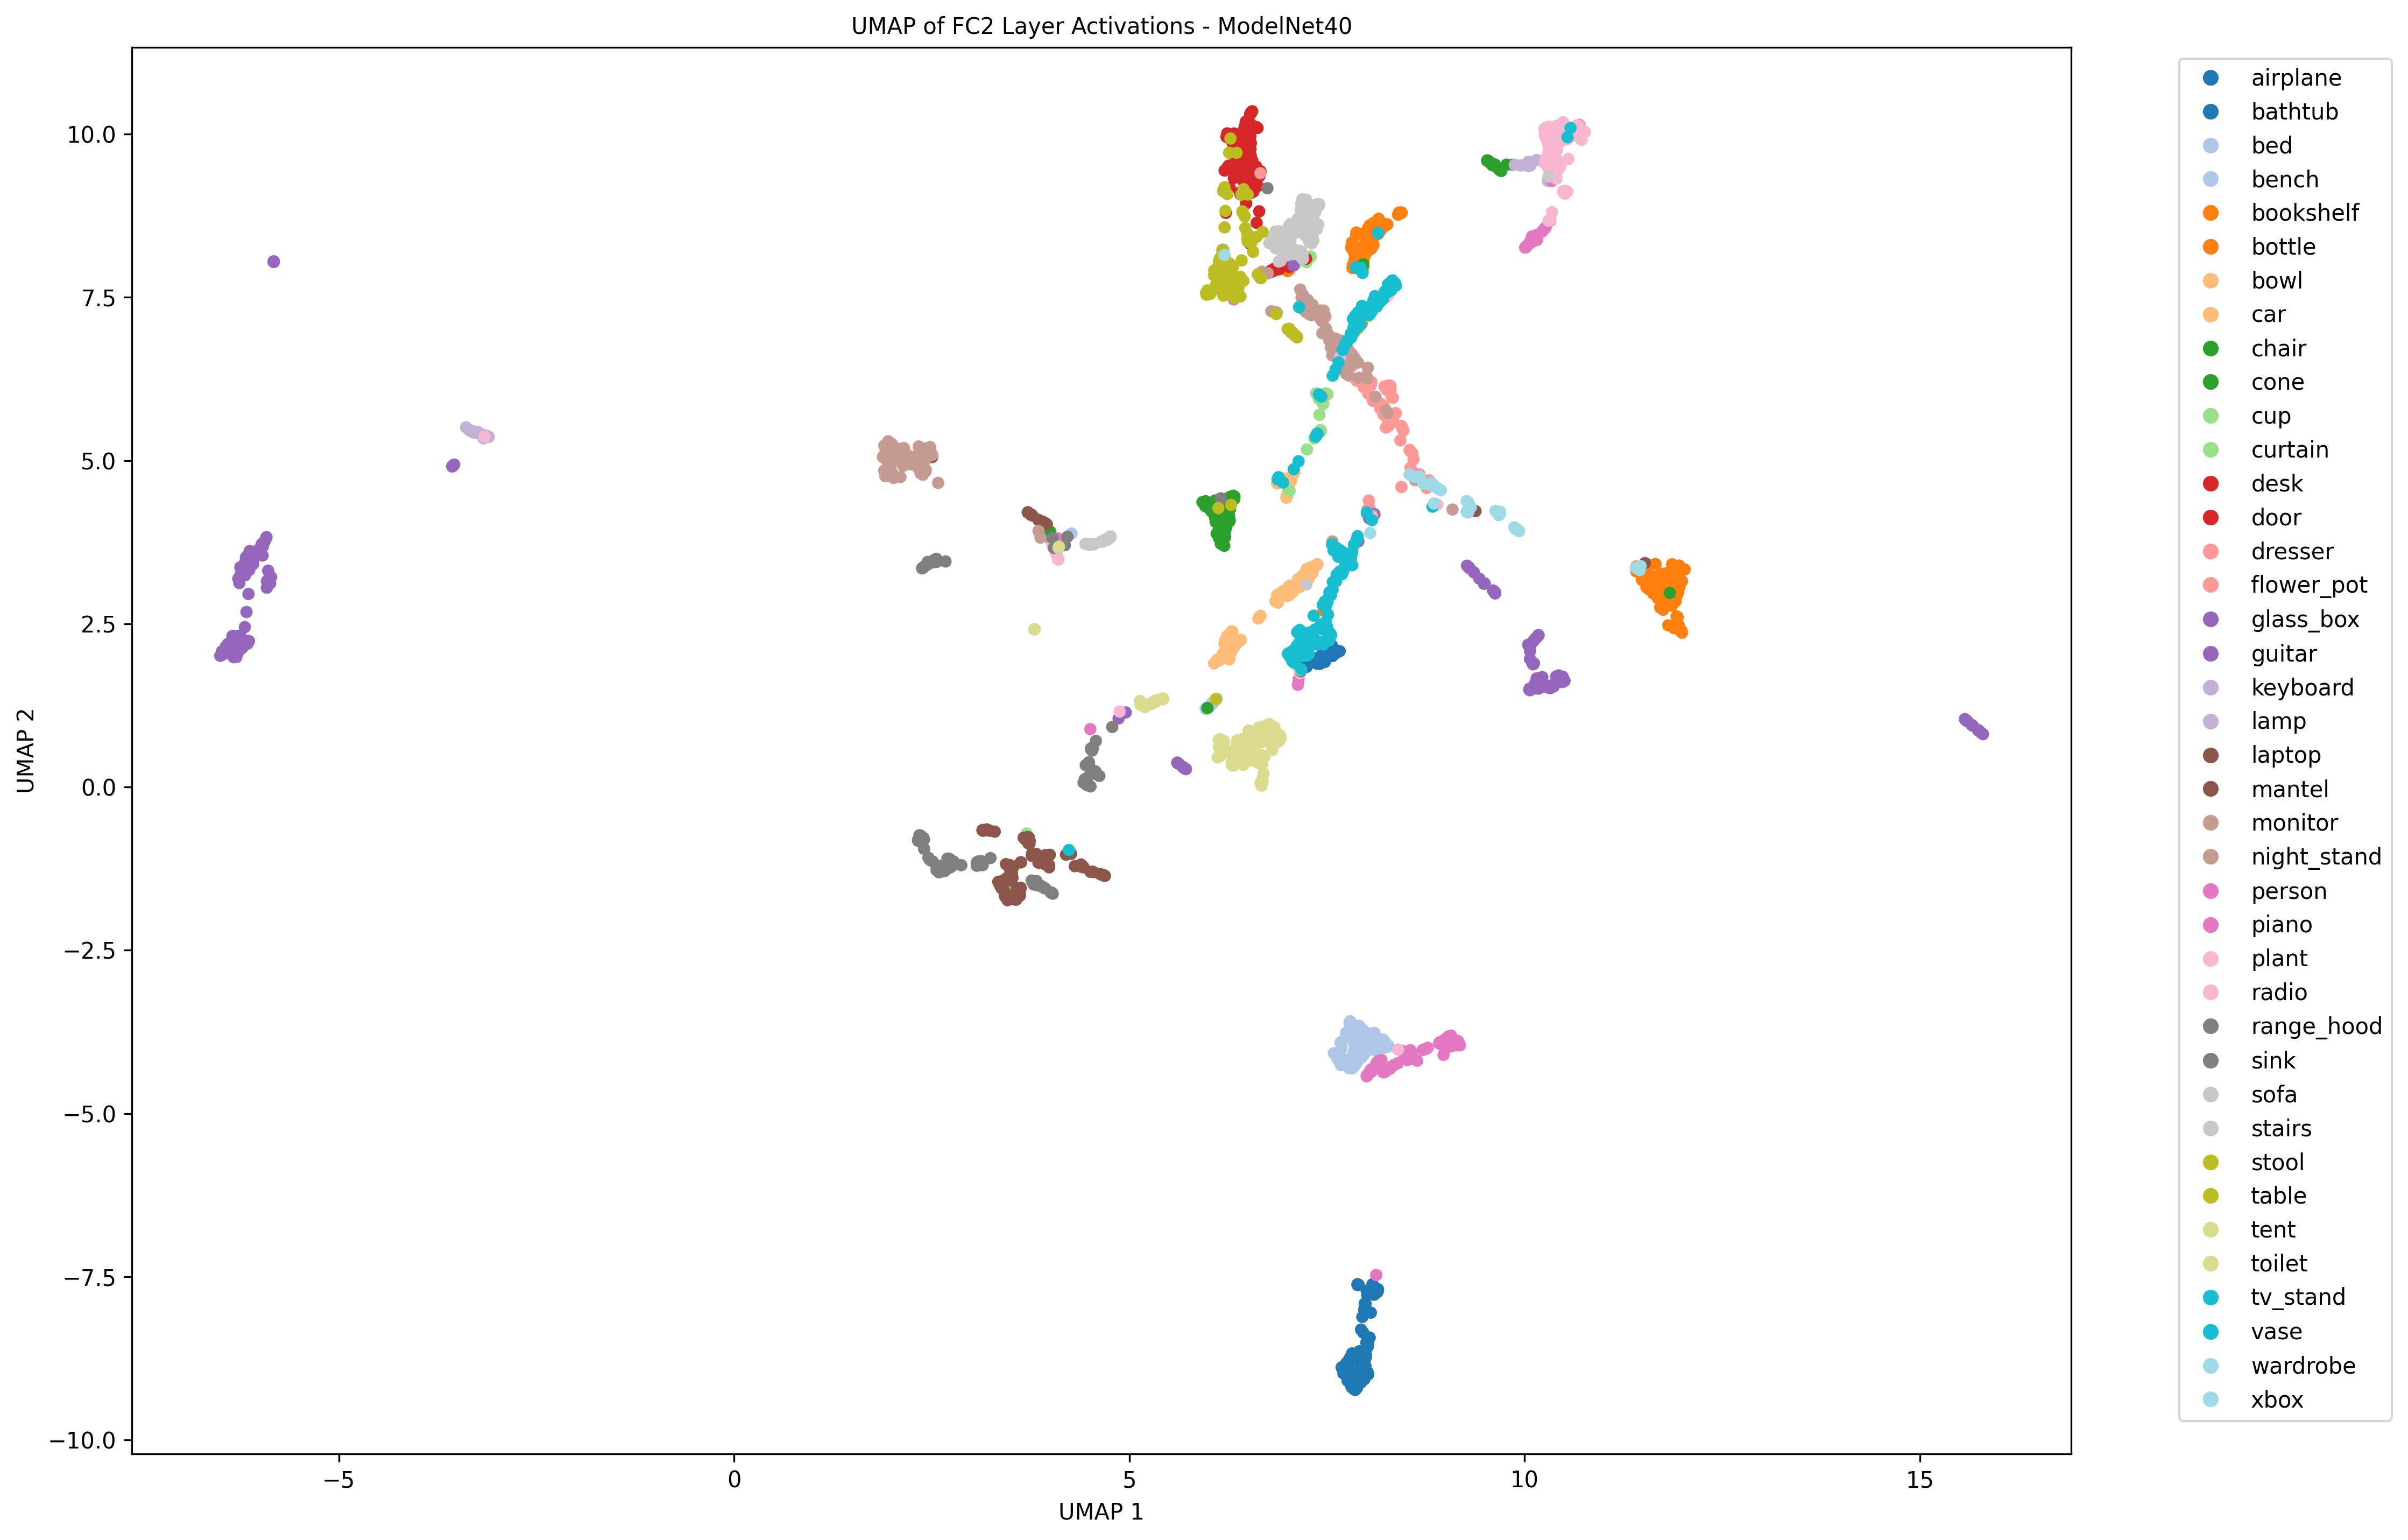 UMAP of FC2 Layer Activations - ModelNet40
10.0
7.5
5.0
2.5
0.0
−2.5
−5.0
−7.5
−10.0
UMAP 2
−5
0
5
10
15
UMAP 1
airplane
bathtub
bed
bench
bookshelf
bottle
bowl
car
chair
cone
cup
curtain
desk
door
dresser
flower_pot
glass_box
guitar
keyboard
lamp
laptop
mantel
monitor
night_stand
person
piano
plant
radio
range_hood
sink
sofa
stairs
stool
table
tent
toilet
tv_stand
vase
wardrobe
xbox